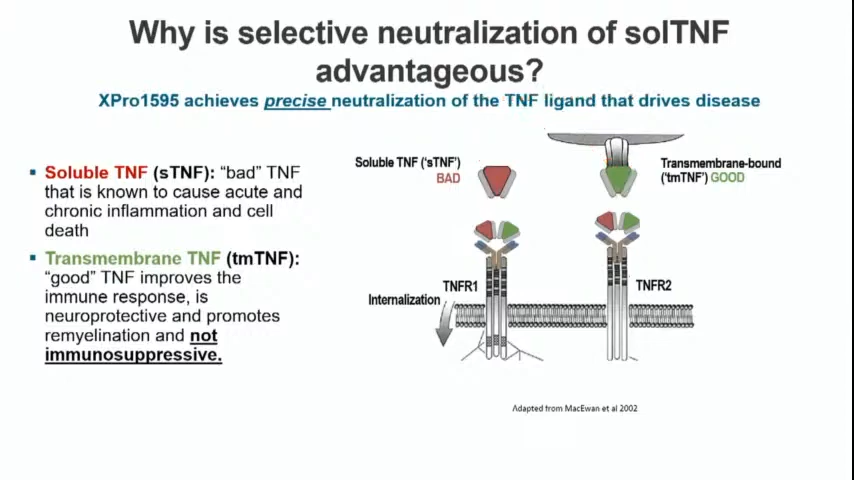 Why is selective neutralization of solTNF
advantageous?
XPro1595 achieves precise neutralization of the TNF ligand that drives disease
▪ Soluble TNF (sTNF): “bad” TNF
that is known to cause acute and
chronic inflammation and cell
death
▪ Transmembrane TNF (tmTNF):
“good” TNF improves the
immune response, is
neuroprotective and promotes
remyelination and not
immunosuppressive.
Soluble TNF (‘sTNF’)
BAD
Transmembrane-bound
(‘tmTNF’) GOOD
TNFR1
TNFR2
Internalization
Adapted from MacEwan et al 2002